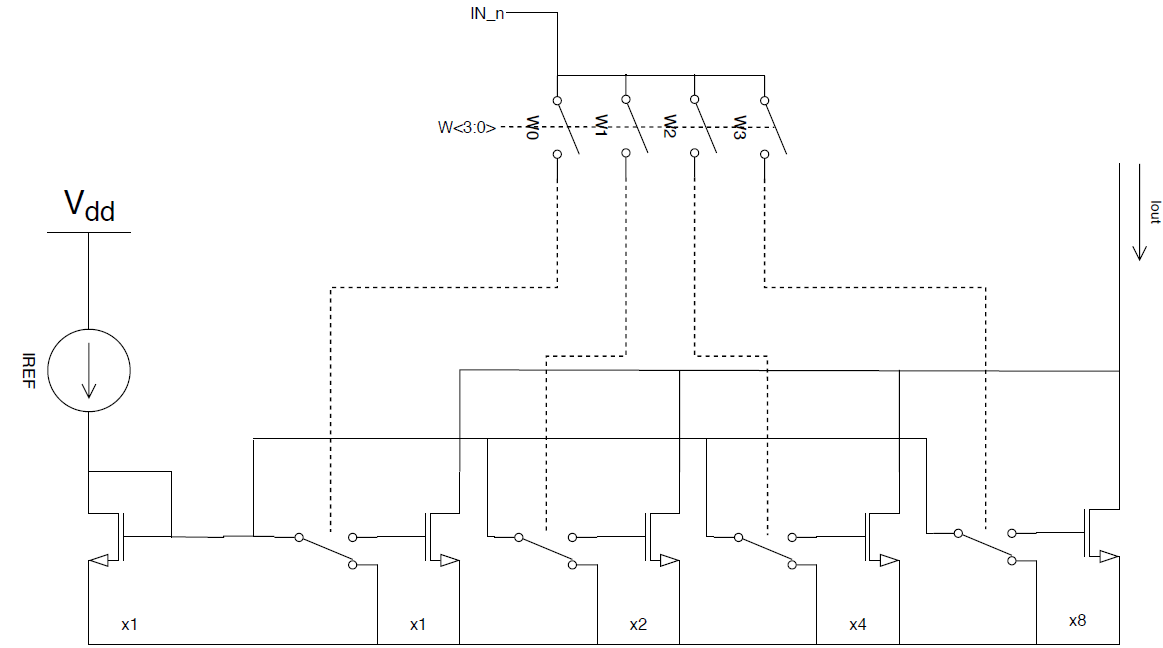 IN_n
W<3:0>
W0
W1
W2
W3
Vdd
Iout
IREF
x1
x1
x2
x4
x8